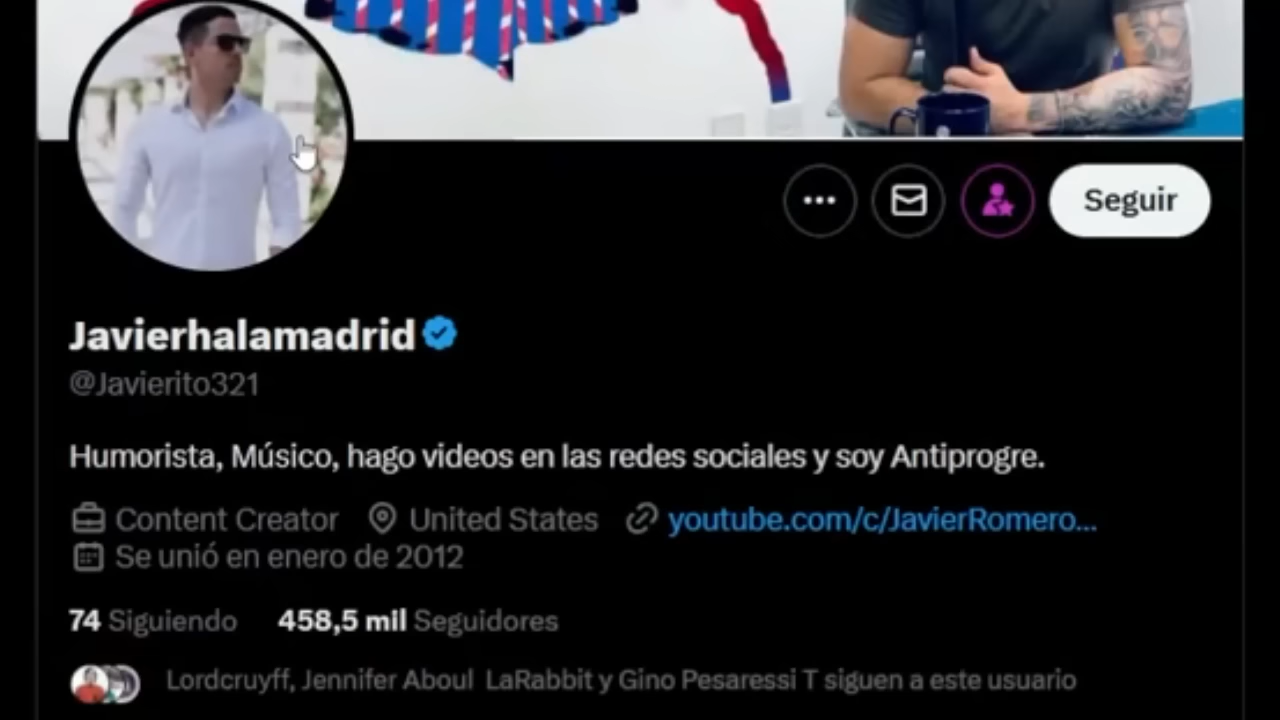 Seguir
Javierhalamadrid
@Javierito321
Humorista, Músico, hago videos en las redes sociales y soy Antiprogre.
Content Creator United States youtube.com/c/JavierRomero...
Se unió en enero de 2012
74 Siguiendo 458,5 mil Seguidores
Lordcruyff, Jennifer Aboul LaRabbit y Gino Pesaressi T siguen a este usuario